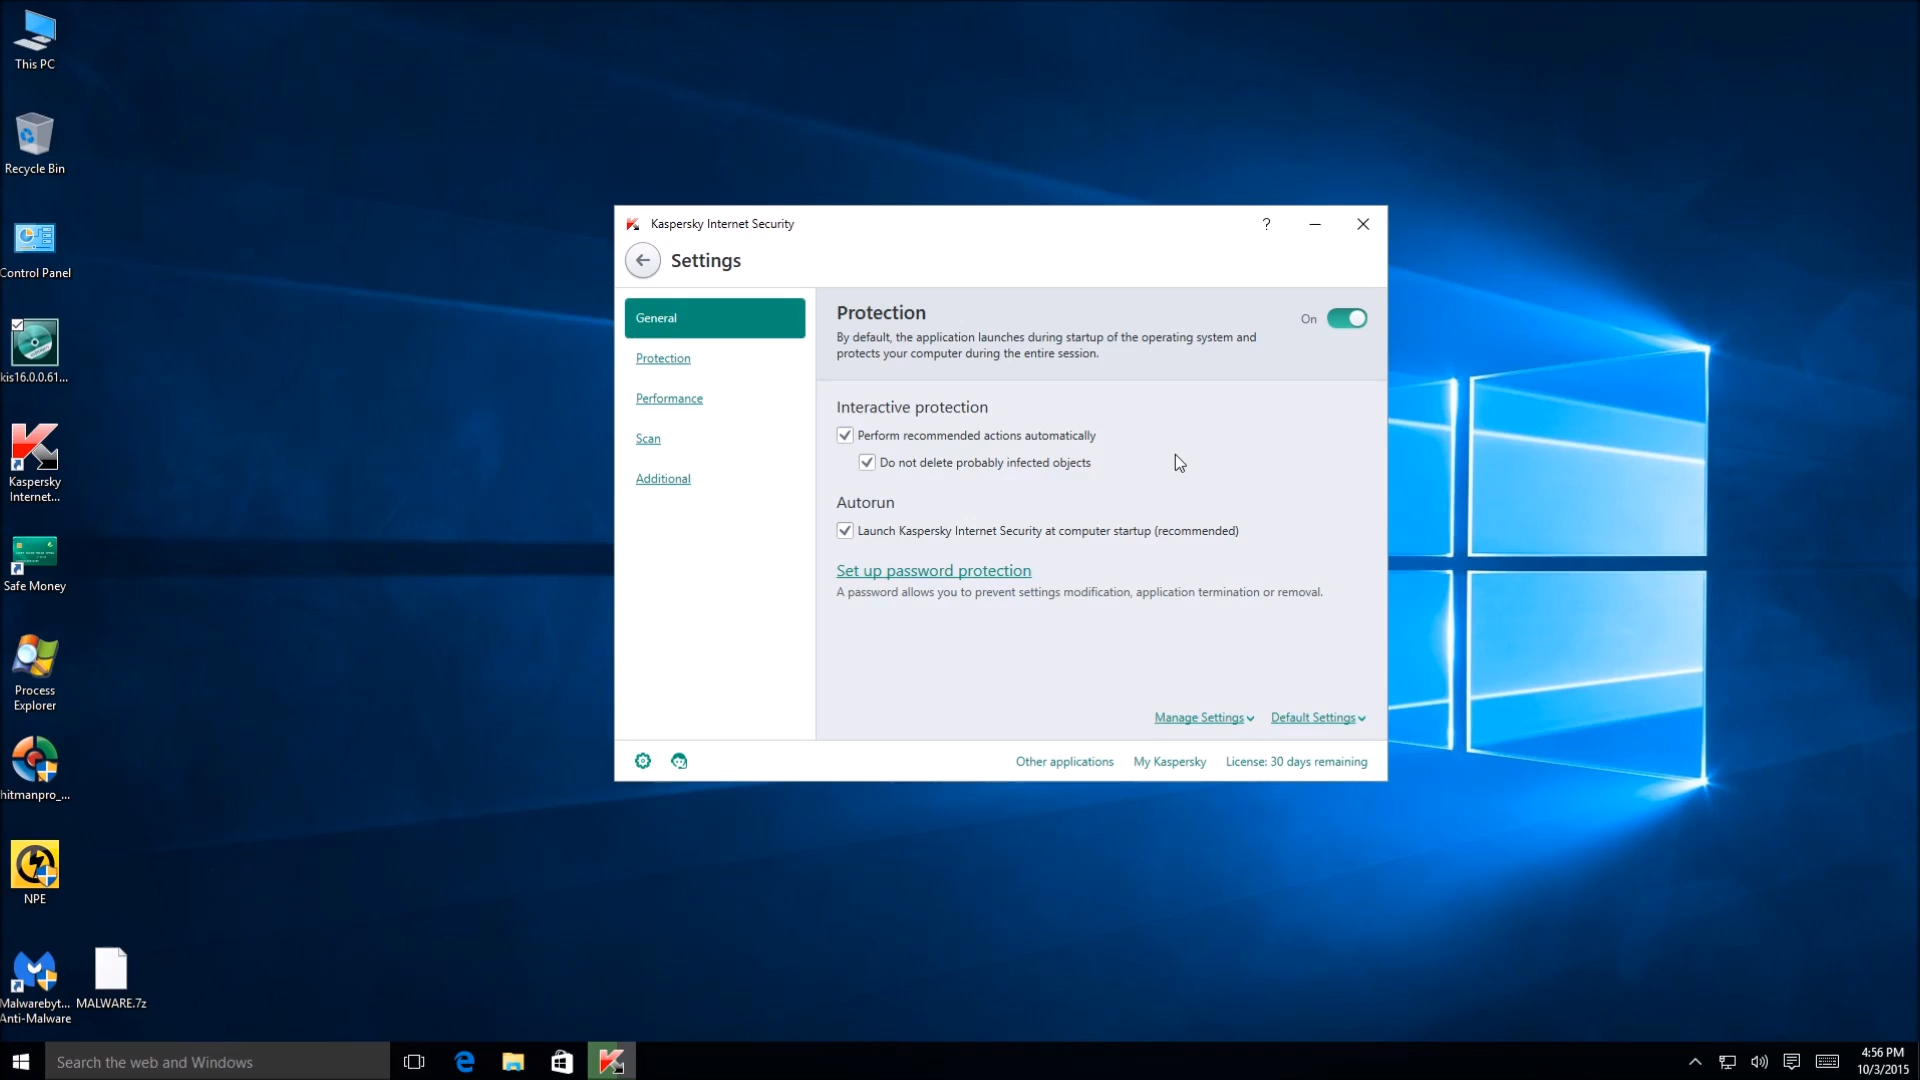 This PC
Recycle Bin
Control Panel
kis16.0.0.61...
Kaspersky
Internet...
Safe Money
Process
Explorer
hitmanpro_...
NPE
Malwarebyt...
Anti-Malware
MALWARE.7z
Kaspersky Internet Security
?
Settings
General
Protection
Performance
Scan
Additional
Protection
On
By default, the application launches during startup of the operating system and
protects your computer during the entire session.
Interactive protection
Perform recommended actions automatically
Do not delete probably infected objects
Autorun
Launch Kaspersky Internet Security at computer startup (recommended)
Set up password protection
A password allows you to prevent settings modification, application termination or removal.
Manage Settings
Default Settings
Other applications
My Kaspersky
License: 30 days remaining
Search the web and Windows
4:56 PM
10/3/2015